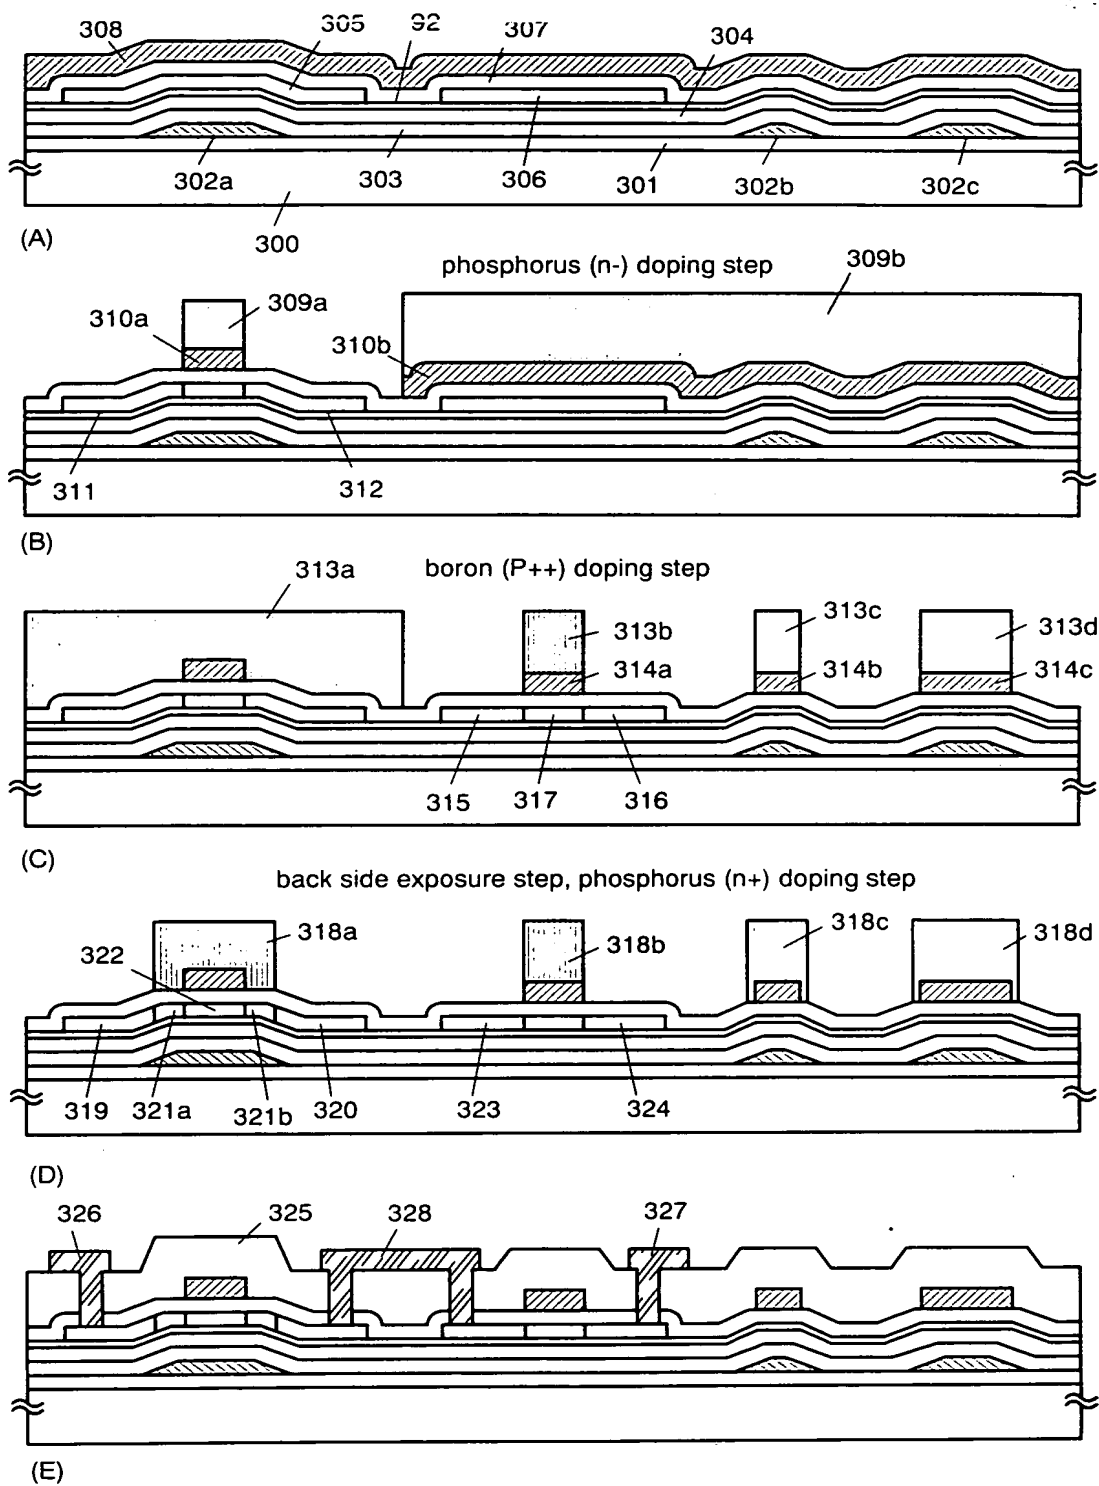 308 305 92 307 304
302a 303 306 301 302b 302c
(A)
300
phosphorus (n-) doping step
309b
310a 309a
310b
311 312
(B)
boron (P++) doping step
313a
313b 313c 313d
314a 314b 314c
315 317 316
(C)
back side exposure step, phosphorus (n+) doping step
322 318a 318b 318c 318d
319 321a 321b 320 323 324
(D)
326 325 328 327
(E)